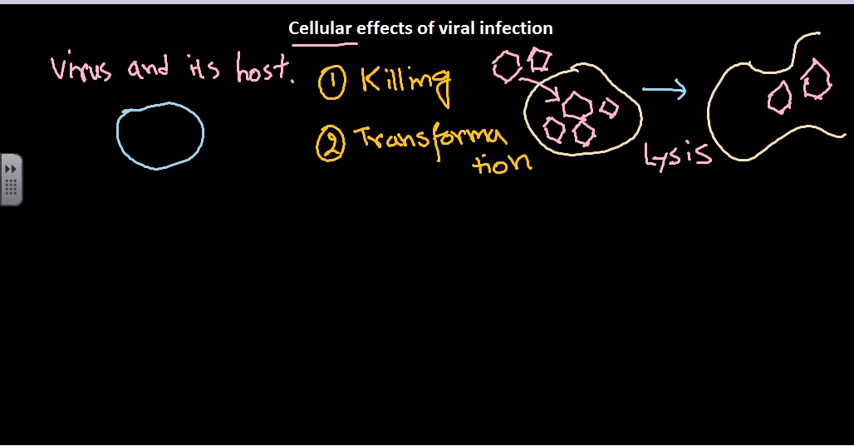 Cellular effects of viral infection
Virus and its host.
① Killing
② Transforma
tion
Lysis